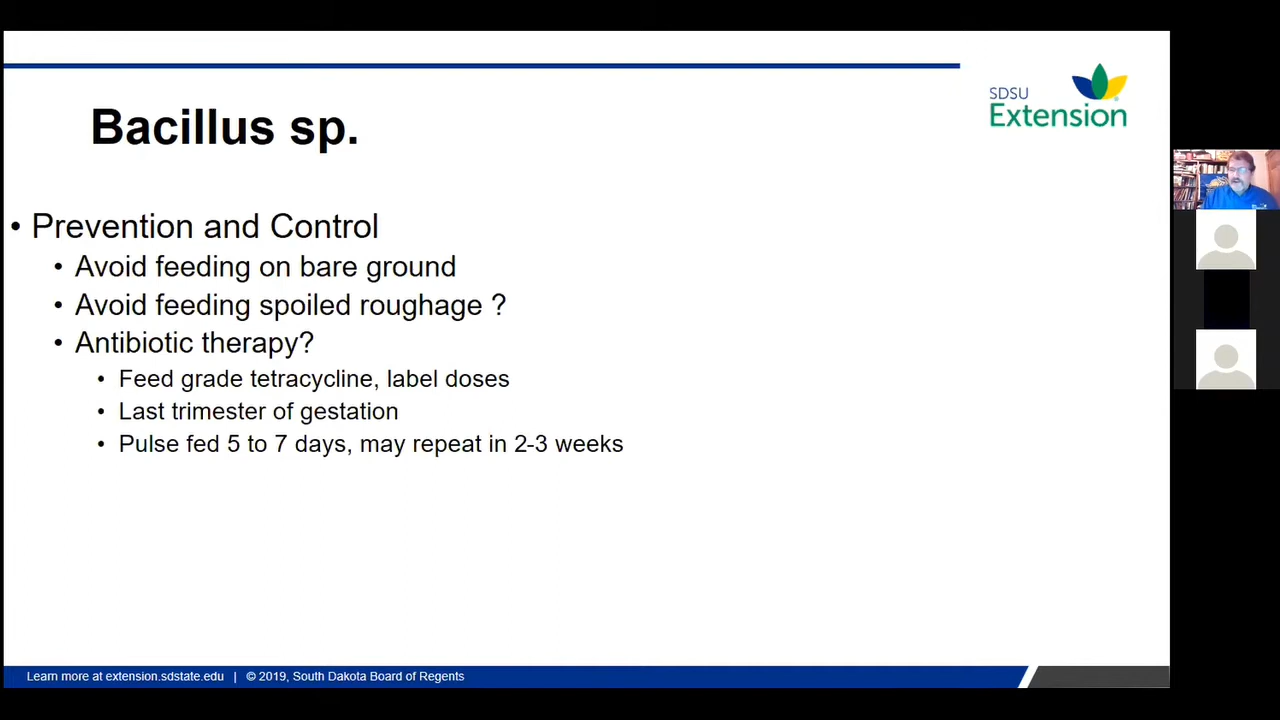 SDSU
Extension
Bacillus sp.
• Prevention and Control
• Avoid feeding on bare ground
• Avoid feeding spoiled roughage ?
• Antibiotic therapy?
• Feed grade tetracycline, label doses
• Last trimester of gestation
• Pulse fed 5 to 7 days, may repeat in 2-3 weeks
Learn more at extension.sdstate.edu | © 2019, South Dakota Board of Regents